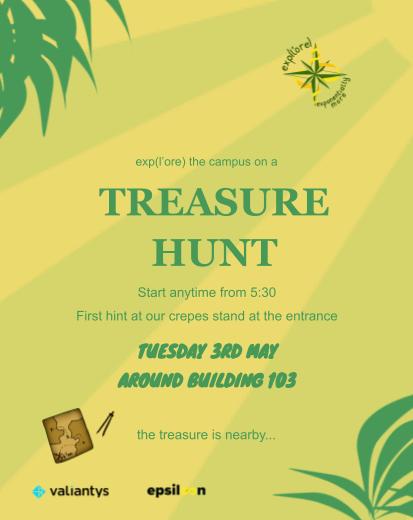 exp(l'ore)
exponentially
more
exp(l'ore) the campus on a
TREASURE
HUNT
Start anytime from 5:30
First hint at our crepes stand at the entrance
TUESDAY 3RD MAY
AROUND BUILDING 103
the treasure is nearby...
valiantys
epsiloon